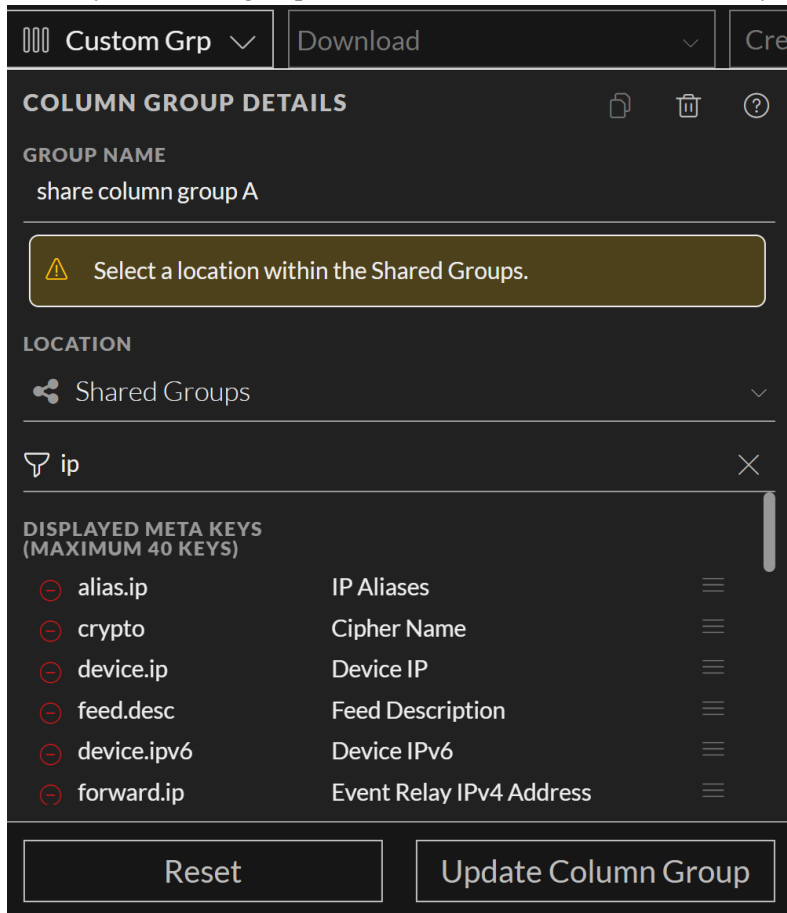 Custom Grp Download Cre
COLUMN GROUP DETAILS
GROUP NAME
share column group A
Select a location within the Shared Groups.
LOCATION
Shared Groups
ip
DISPLAYED META KEYS
(MAXIMUM 40 KEYS)
alias.ip IP Aliases
crypto Cipher Name
device.ip Device IP
feed.desc Feed Description
device.ipv6 Device IPv6
forward.ip Event Relay IPv4 Address
Reset Update Column Group